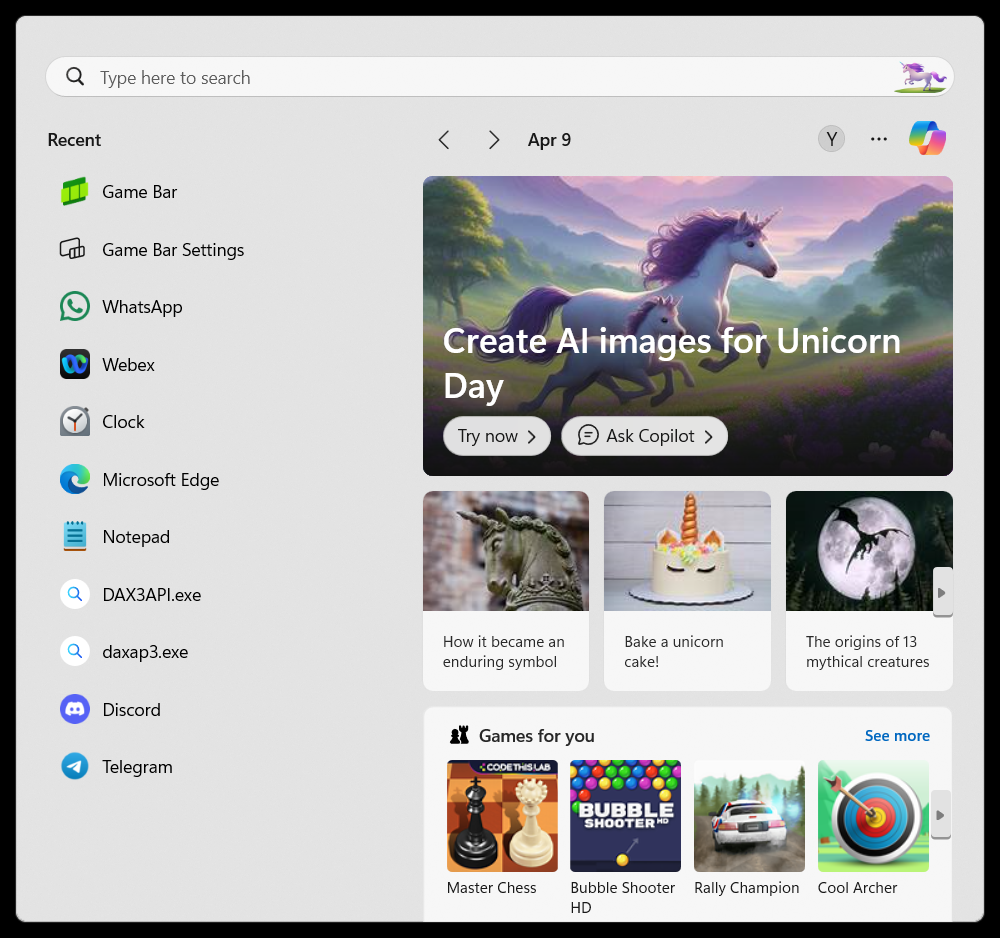 Type here to search
Recent
Game Bar
Game Bar Settings
WhatsApp
Webex
Clock
Microsoft Edge
Notepad
DAX3API.exe
daxap3.exe
Discord
Telegram
Apr 9
Y
Create AI images for Unicorn
Day
Try now
Ask Copilot
How it became an
enduring symbol
Bake a unicorn
cake!
The origins of 13
mythical creatures
Games for you
See more
CODETHISLAB
BUBBLE
SHOOTER HD
Master Chess
Bubble Shooter
HD
Rally Champion
Cool Archer